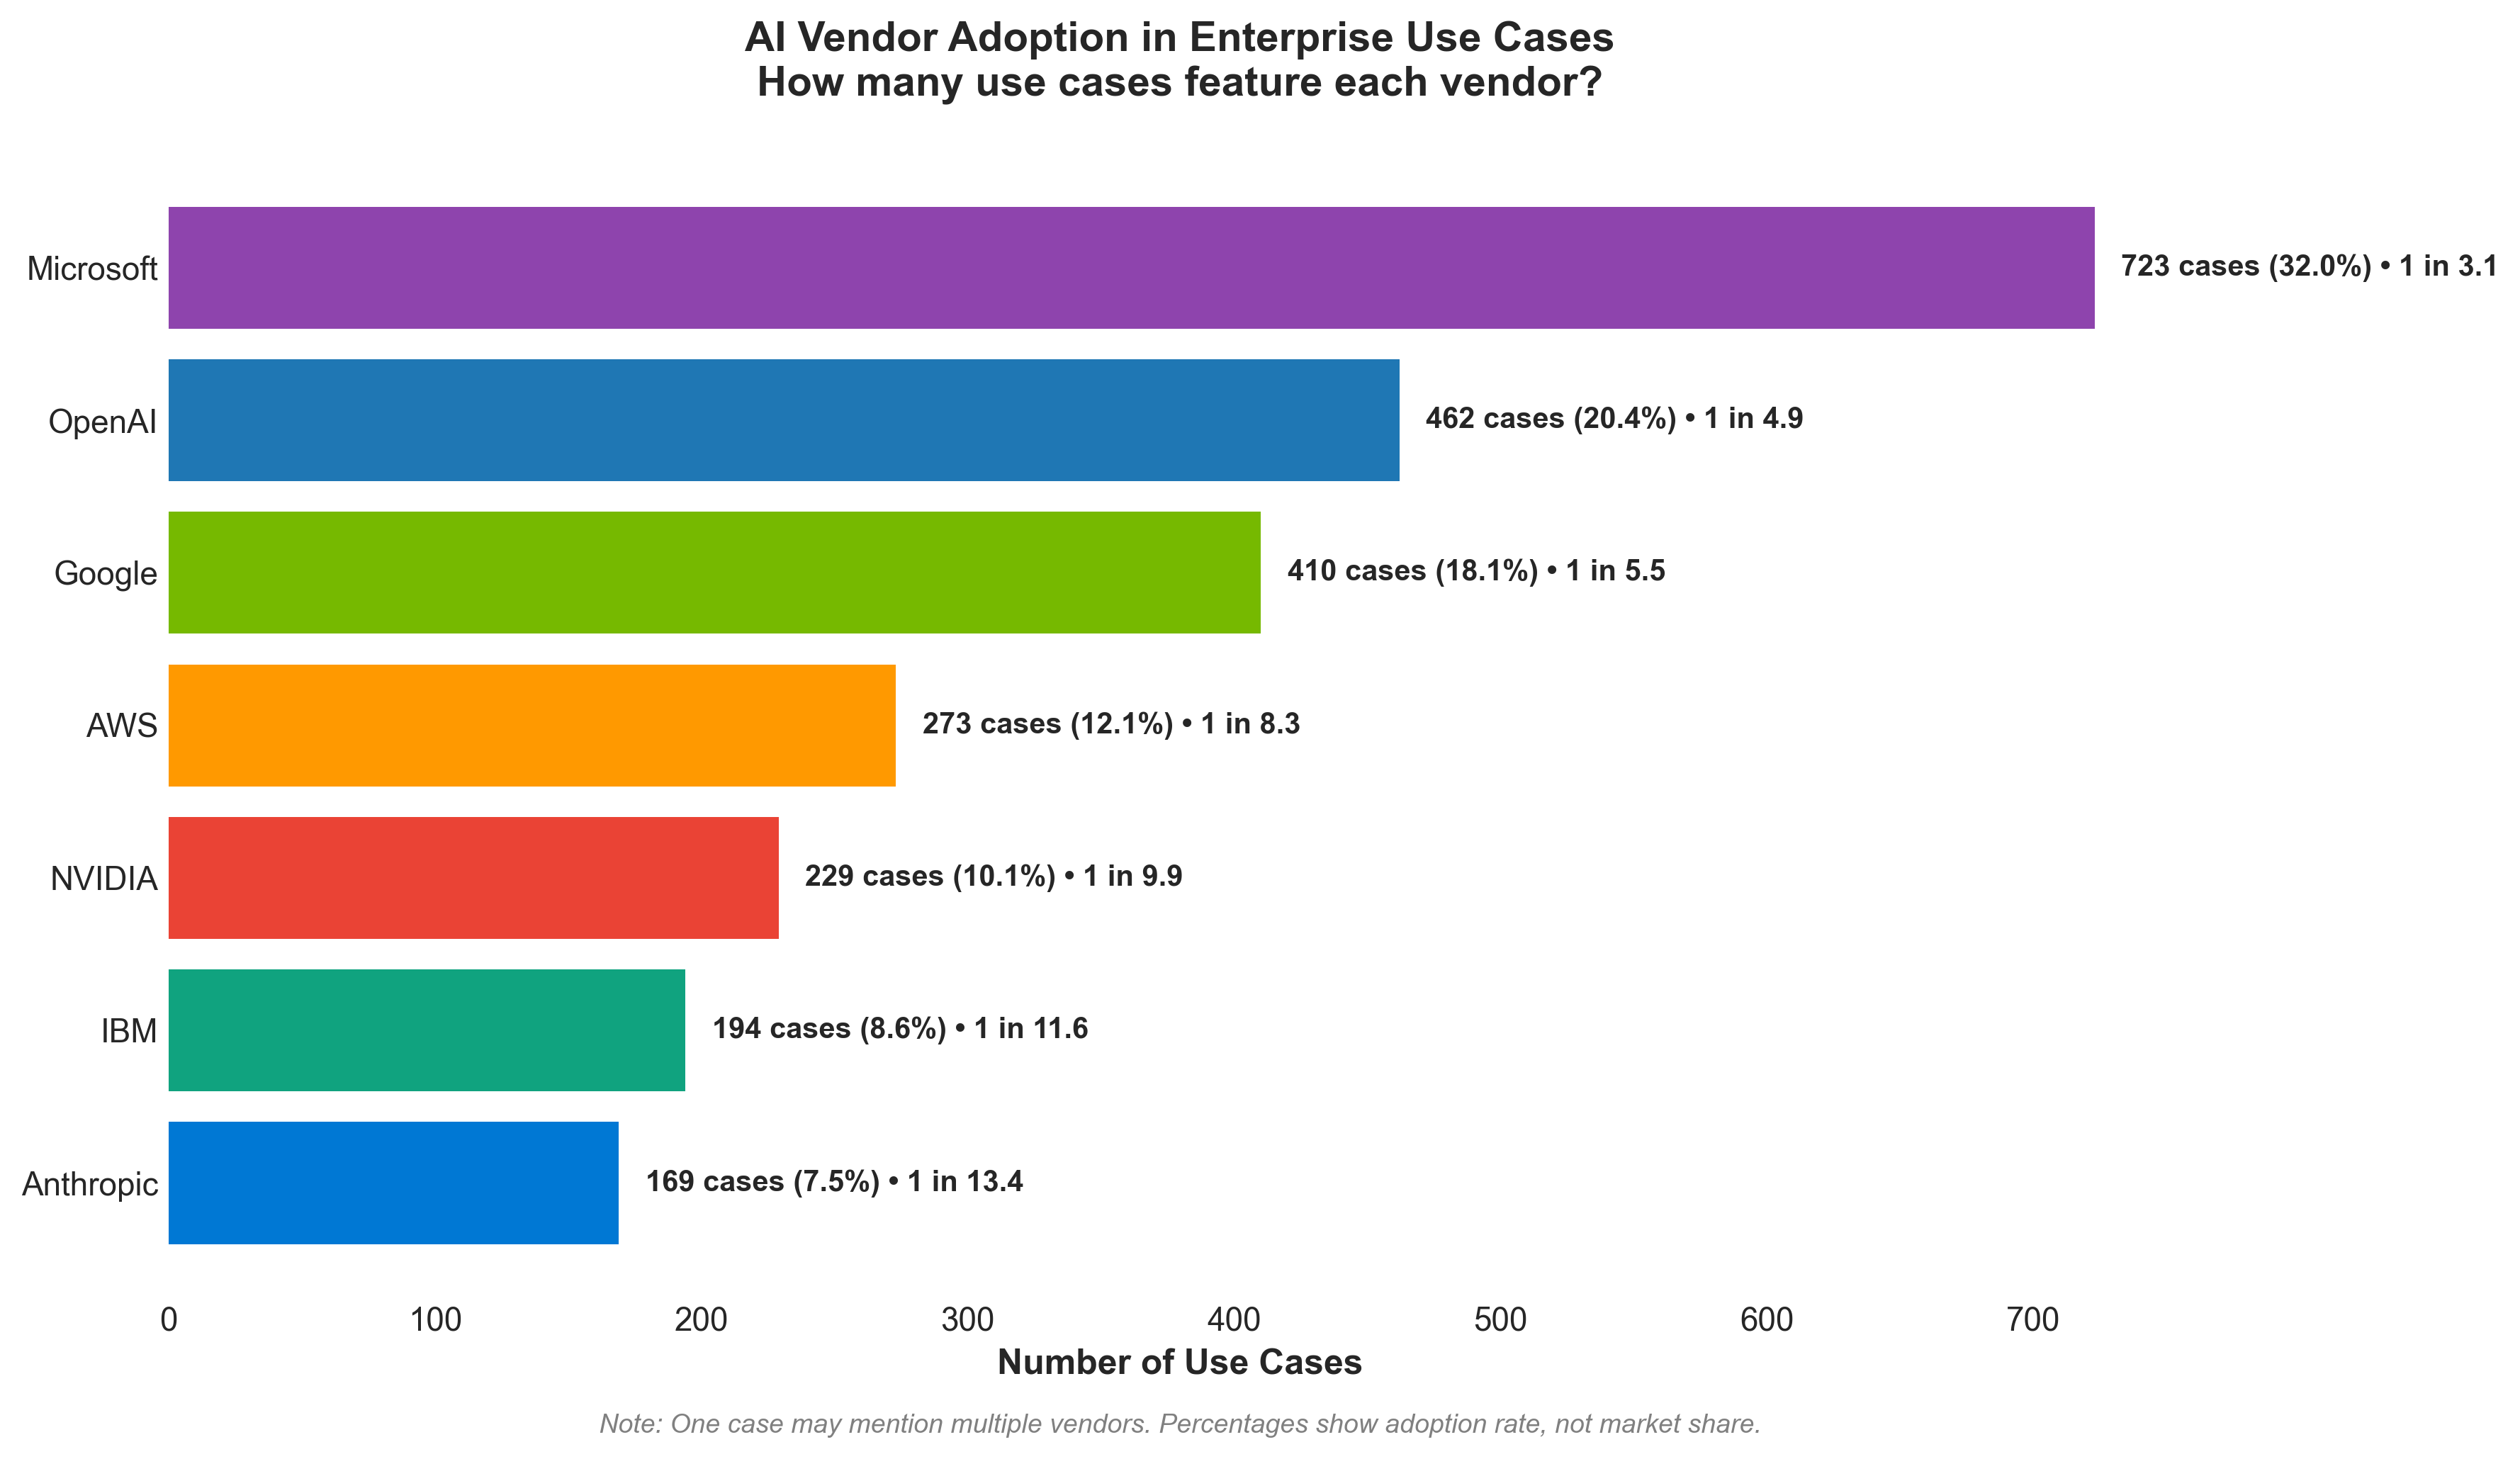 AI Vendor Adoption in Enterprise Use Cases
How many use cases feature each vendor?
Microsoft
723 cases (32.0%) • 1 in 3.1
OpenAI
462 cases (20.4%) • 1 in 4.9
Google
410 cases (18.1%) • 1 in 5.5
AWS
273 cases (12.1%) • 1 in 8.3
NVIDIA
229 cases (10.1%) • 1 in 9.9
IBM
194 cases (8.6%) • 1 in 11.6
Anthropic
169 cases (7.5%) • 1 in 13.4
0 100 200 300 400 500 600 700
Number of Use Cases
Note: One case may mention multiple vendors. Percentages show adoption rate, not market share.